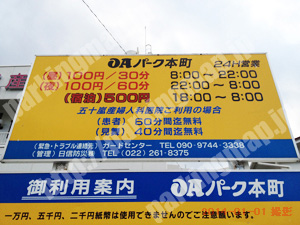 OAパーク本町 24H営業
(昼) 100円/30分 8:00〜22:00
(夜) 100円/60分 22:00〜8:00
(宿泊) 500円 18:00〜8:00
五十嵐産婦人科医院ご利用の場合
(患者) 60分間迄無料
(見舞) 40分間迄無料
(緊急・トラブル連絡先) ガードセンター TEL 090-9744-3338
(管理) 日信防災㈱ TEL (022) 261-8375
御利用案内 OAパーク本町
一万円、五千円、二千円紙幣は使用できませんのでご注意願います。